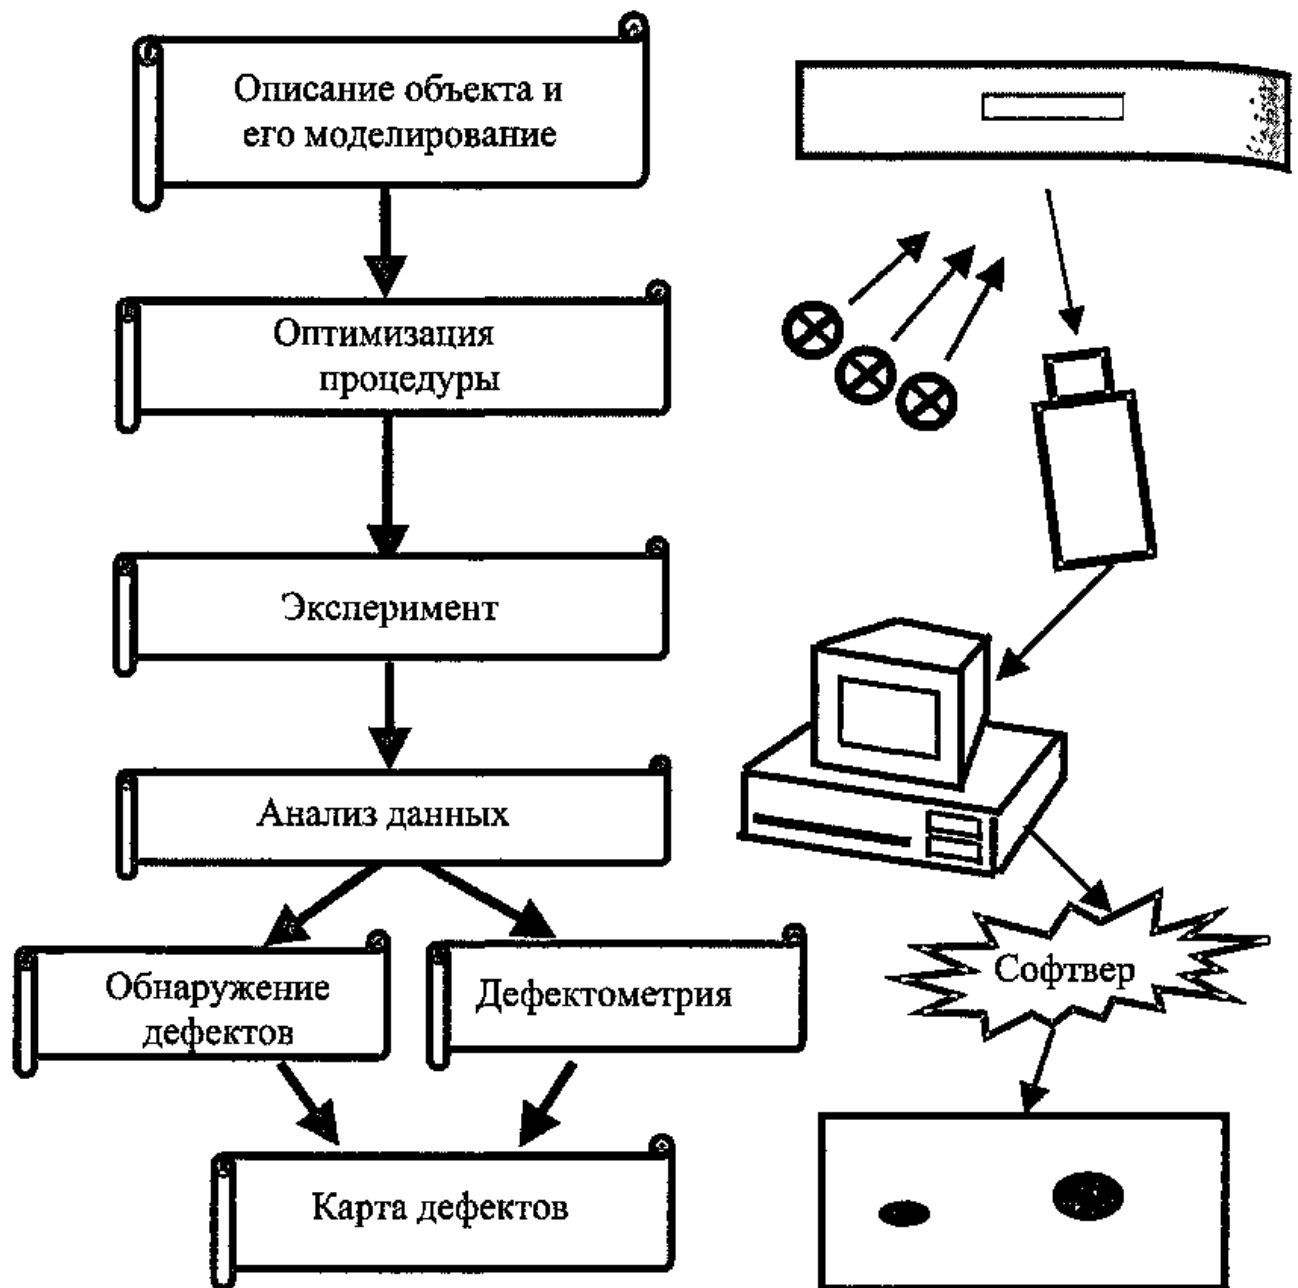 Описание объекта и
его моделирование
Оптимизация
процедуры
Эксперимент
Анализ данных
Обнаружение
дефектов
Дефектометрия
Карта дефектов
Софтвер